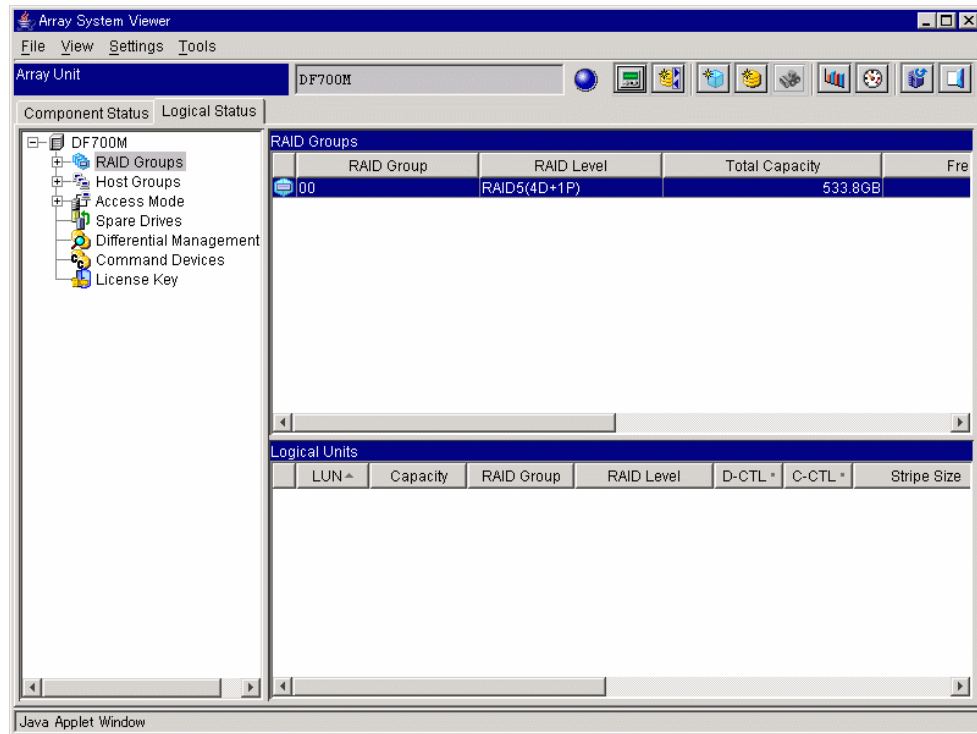 Array System Viewer
File View Settings Tools
Array Unit
DF700M
Component Status
Logical Status
DF700M
RAID Groups
Host Groups
Access Mode
Spare Drives
Differential Management
Command Devices
License Key
RAID Groups
RAID Group RAID Level Total Capacity Fre
00 RAID5(4D+1P) 533.8GB
Logical Units
LUN Capacity RAID Group RAID Level D-CTL * C-CTL * Stripe Size
Java Applet Window